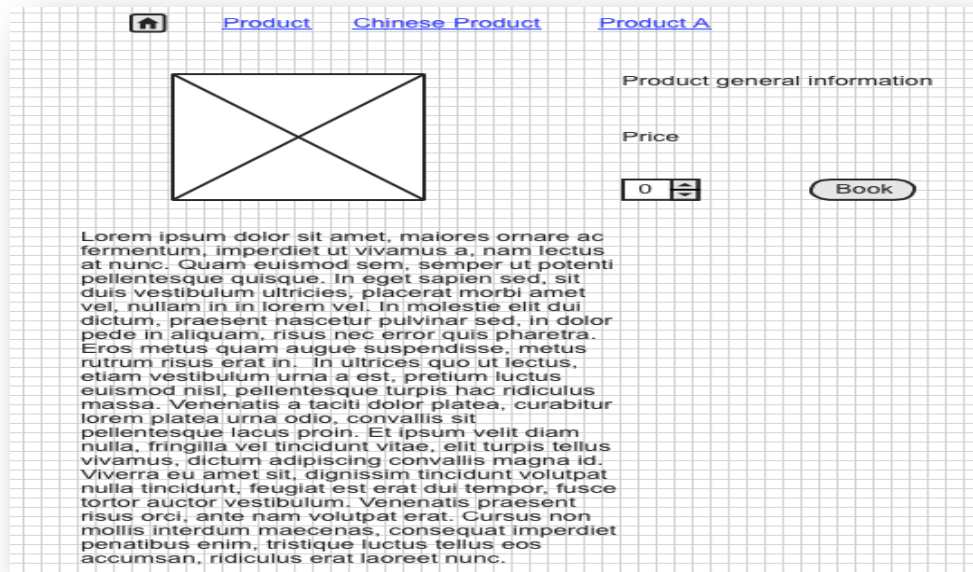 Product Chinese Product Product A
Product general information
Price
0 Book
Lorem ipsum dolor sit amet, maiores ornare ac
fermentum, imperdiet ut vivamus a, nam lectus
at nunc. Quam euismod sem, semper ut potenti
pellentesque quisque. In eget sapien sed, sit
duis vestibulum ultricies, placerat morbi amet
vel, nullam in in lorem vel. In molestie elit dui
dictum, praesent nascetur pulvinar sed, in dolor
pede in aliquam, risus nec error quis pharetra.
Eros metus quam augue suspendisse, metus
rutrum risus erat in. In ultrices quo ut lectus,
etiam vestibulum urna a est, pretium luctus
euismod nisl, pellentesque turpis hac ridiculus
massa. Venenatis a taciti dolor platea, curabitur
lorem platea urna odio, convallis sit
pellentesque lacus proin. Et ipsum velit diam
nulla, fringilla vel tincidunt vitae, elit turpis tellus
vivamus, dictum adipiscing convallis magna id.
Viverra eu amet sit, dignissim tincidunt volutpat
nulla tincidunt, feugiat est erat dui tempor, fusce
tortor auctor vestibulum. Venenatis praesent
risus orci, ante nam volutpat erat. Cursus non
mollis interdum maecenas, consequat imperdiet
penatibus enim, tristique luctus tellus eos
accumsan, ridiculus erat laoreet nunc.